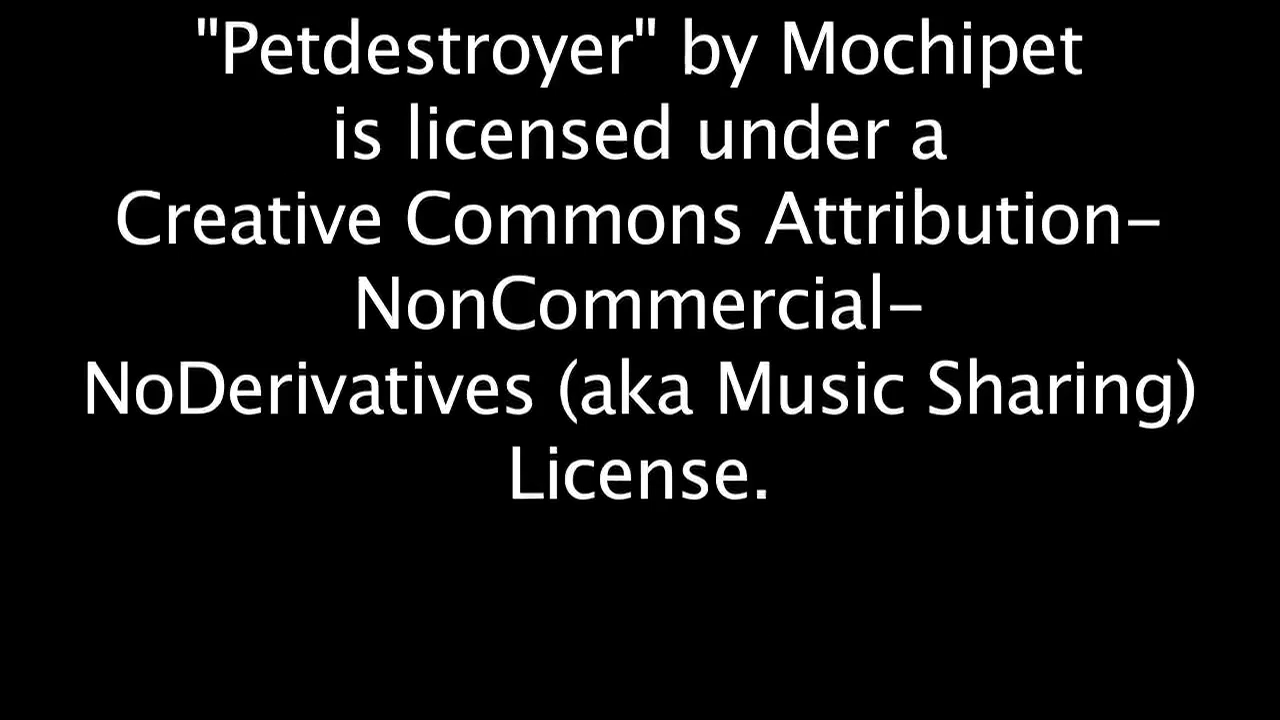 "Petdestroyer" by Mochipet
is licensed under a
Creative Commons Attribution-
NonCommercial-
NoDerivatives (aka Music Sharing)
License.